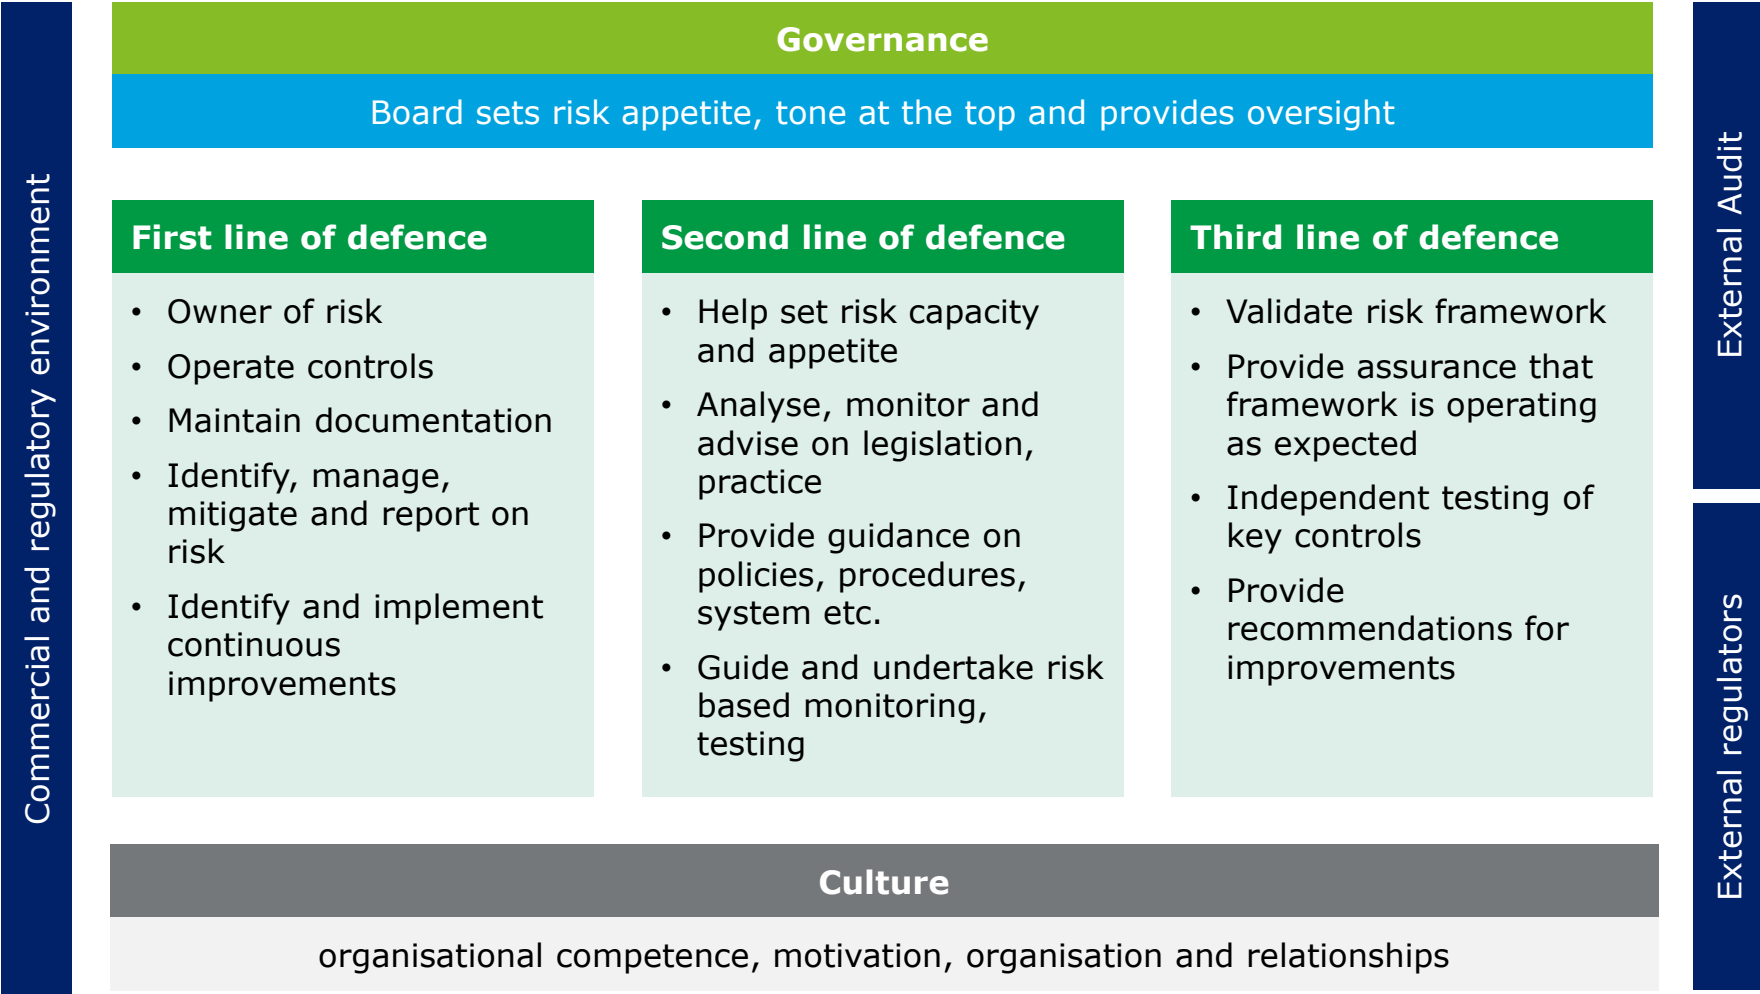 Commercial and regulatory environment
Governance
Board sets risk appetite, tone at the top and provides oversight
First line of defence
• Owner of risk
• Operate controls
• Maintain documentation
• Identify, manage,
mitigate and report on
risk
• Identify and implement
continuous
improvements
Second line of defence
• Help set risk capacity
and appetite
• Analyse, monitor and
advise on legislation,
practice
• Provide guidance on
policies, procedures,
system etc.
• Guide and undertake risk
based monitoring,
testing
Third line of defence
• Validate risk framework
• Provide assurance that
framework is operating
as expected
• Independent testing of
key controls
• Provide
recommendations for
improvements
Culture
organisational competence, motivation, organisation and relationships
External Audit
External regulators